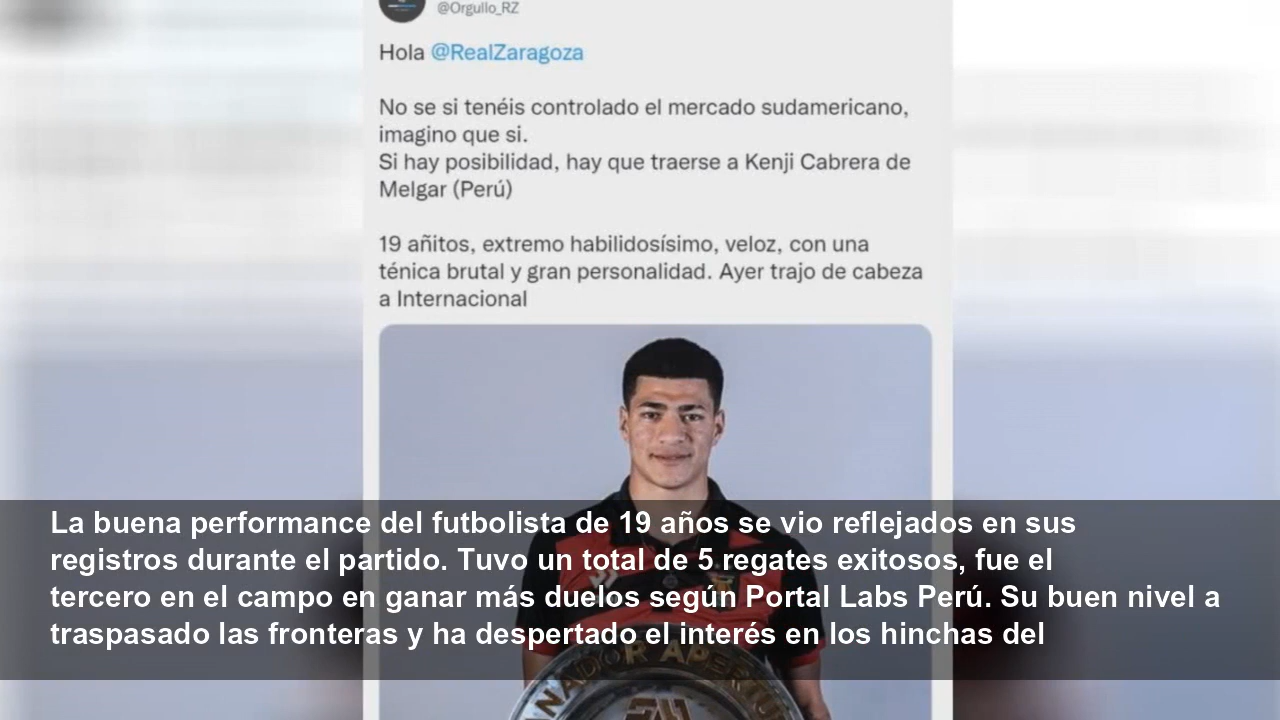 @Orgullo_RZ
Hola @RealZaragoza
No se si tenéis controlado el mercado sudamericano,
imagino que si.
Si hay posibilidad, hay que traerse a Kenji Cabrera de
Melgar (Perú)
19 añitos, extremo habilidosísimo, veloz, con una
ténica brutal y gran personalidad. Ayer trajo de cabeza
a Internacional
La buena performance del futbolista de 19 años se vio reflejados en sus
registros durante el partido. Tuvo un total de 5 regates exitosos, fue el
tercero en el campo en ganar más duelos según Portal Labs Perú. Su buen nivel a
traspasado las fronteras y ha despertado el interés en los hinchas del